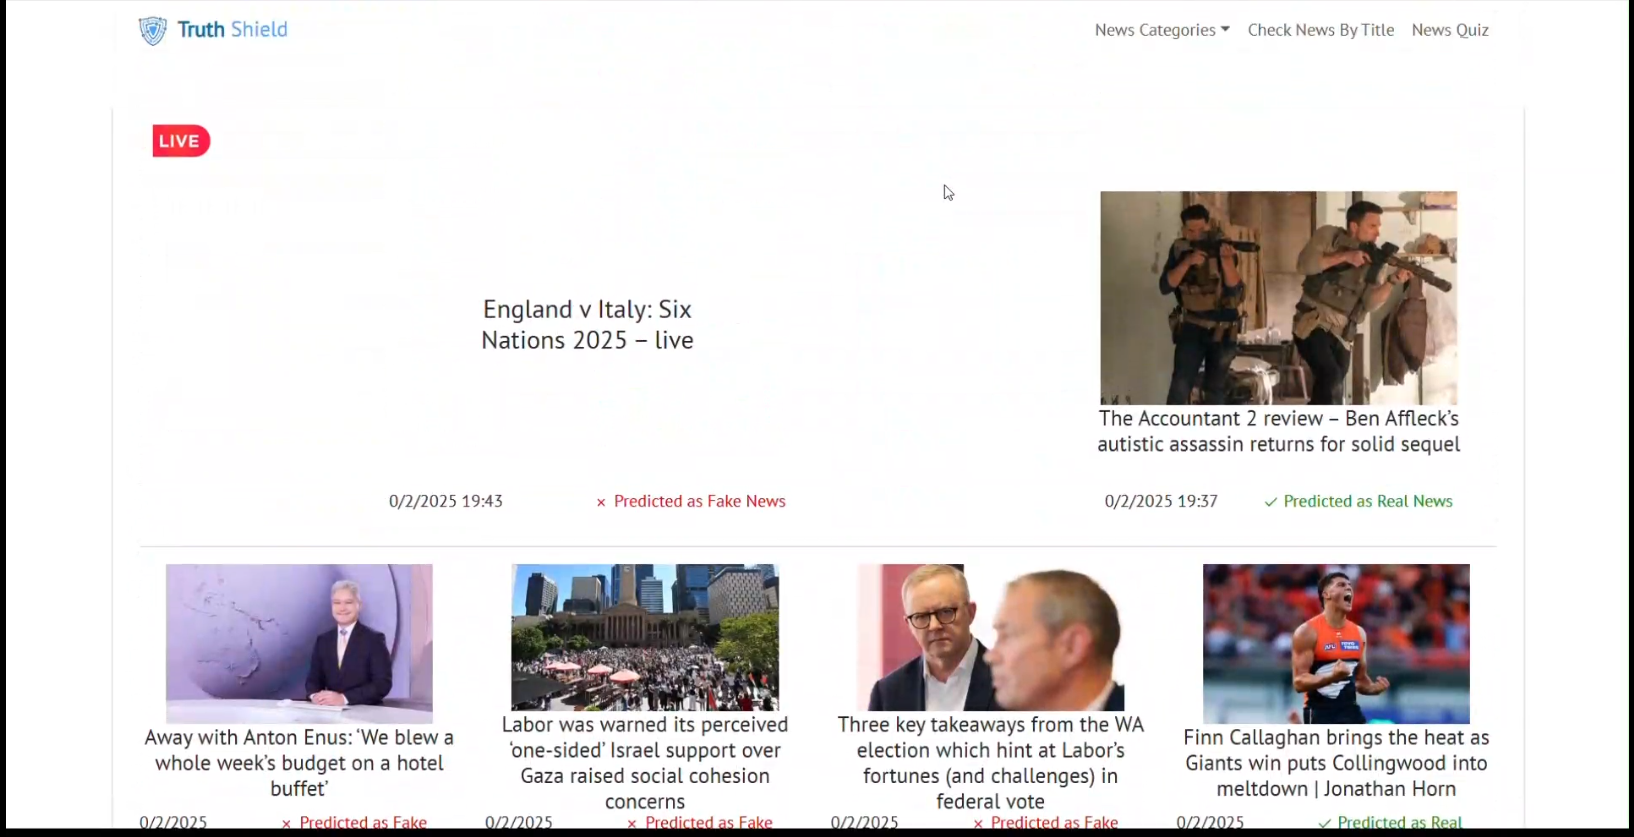 Truth Shield
News Categories
Check News By Title
News Quiz
LIVE
England v Italy: Six
Nations 2025 – live
0/2/2025 19:43
× Predicted as Fake News
The Accountant 2 review – Ben Affleck's
autistic assassin returns for solid sequel
0/2/2025 19:37
✓ Predicted as Real News
Away with Anton Enus: ‘We blew a
whole week's budget on a hotel
buffet’
0/2/2025
× Predicted as Fake
Labor was warned its perceived
‘one-sided’ Israel support over
Gaza raised social cohesion
concerns
0/2/2025
× Predicted as Fake
Three key takeaways from the WA
election which hint at Labor's
fortunes (and challenges) in
federal vote
0/2/2025
× Predicted as Fake
Finn Callaghan brings the heat as
Giants win puts Collingwood into
meltdown | Jonathan Horn
0/2/2025
✓ Predicted as Real